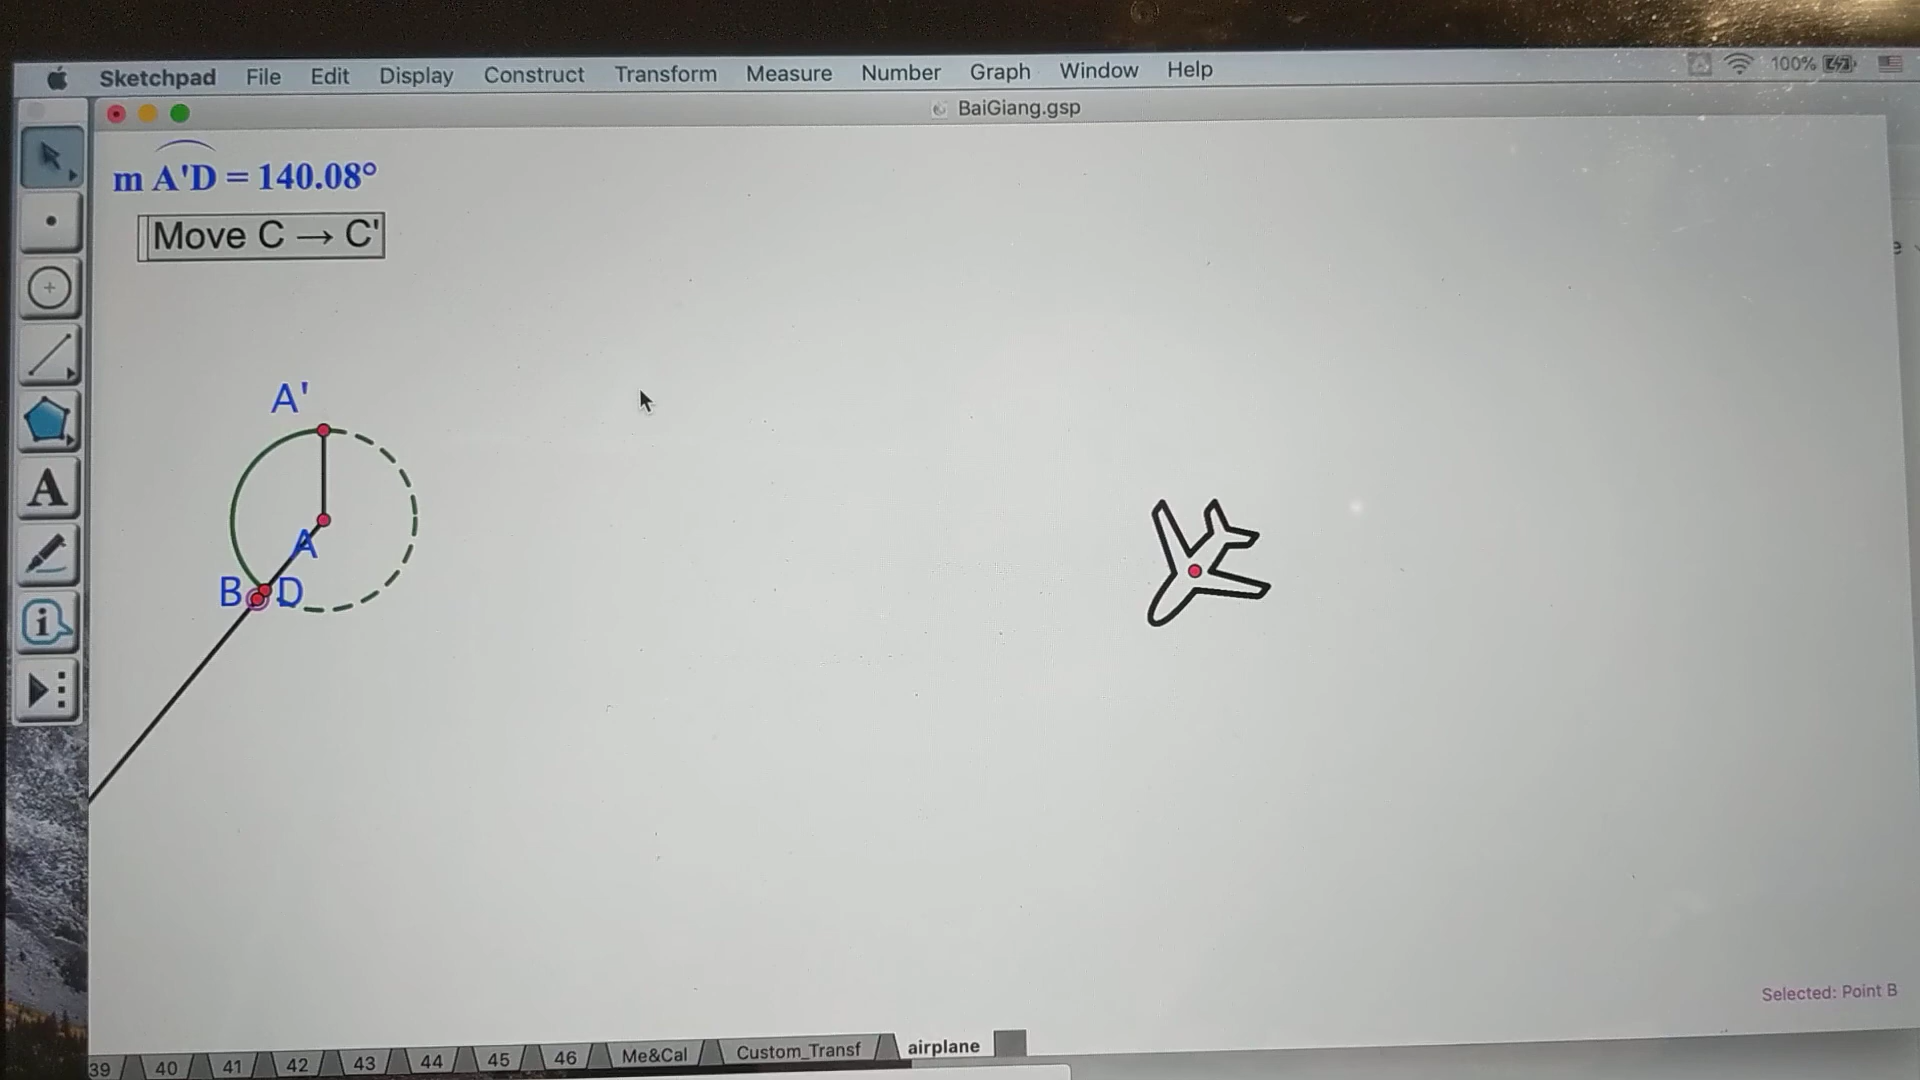 Sketchpad File Edit Display Construct Transform Measure Number Graph Window Help 100%
BaiGiang.gsp
m A'D = 140.08°
Move C → C'
A'
A
B D
A
i
Selected: Point B
39 40 41 42 43 44 45 46 Me&Cal Custom_Transf airplane